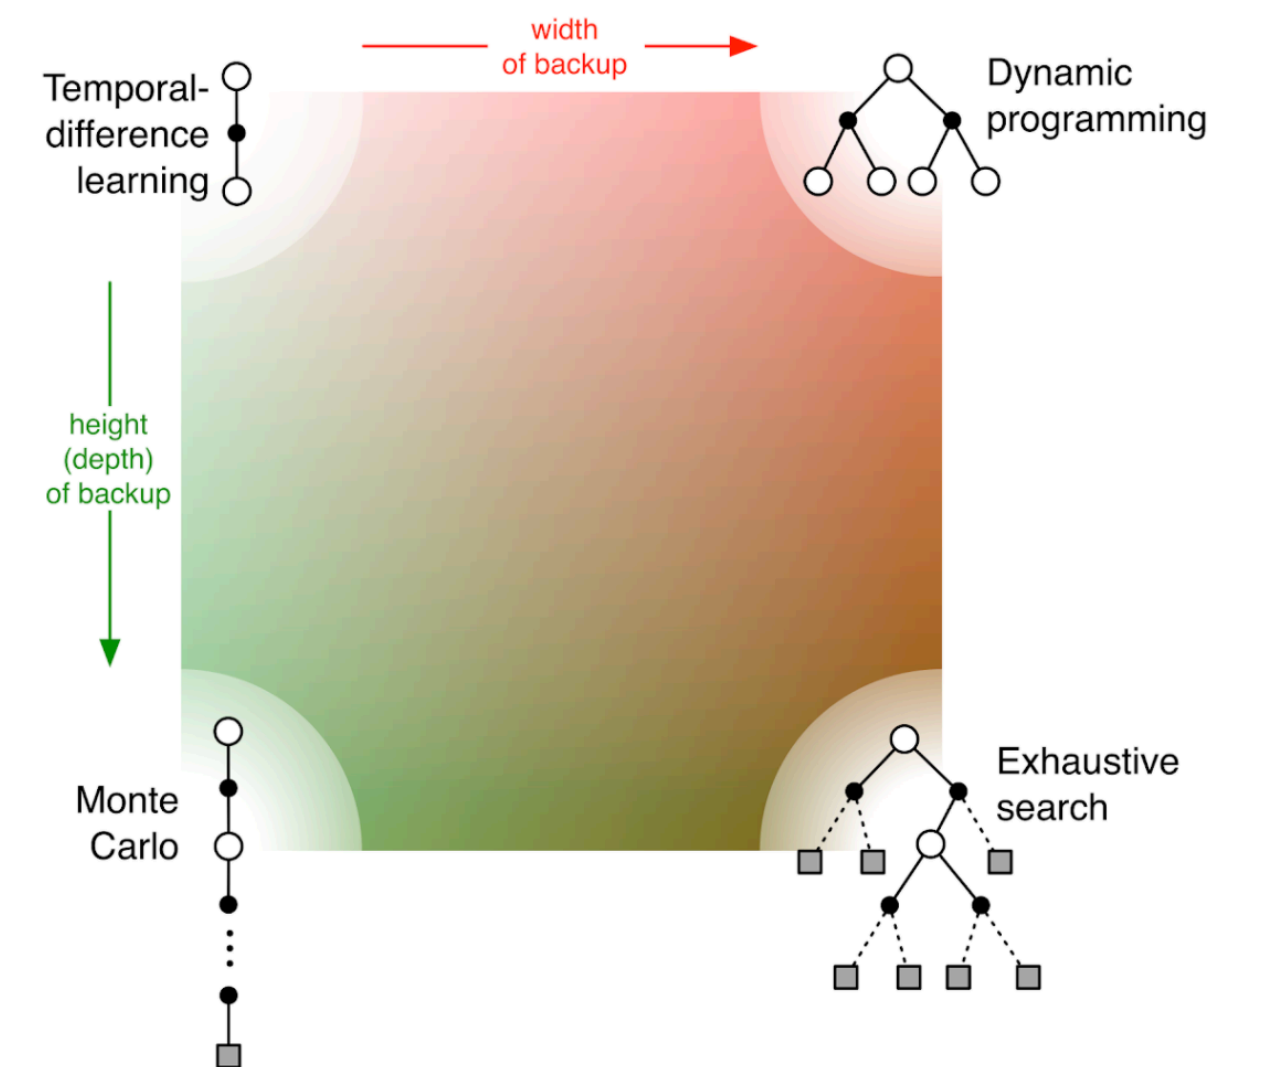 width
of backup
Temporal-
difference
learning
Dynamic
programming
height
(depth)
of backup
Monte
Carlo
Exhaustive
search